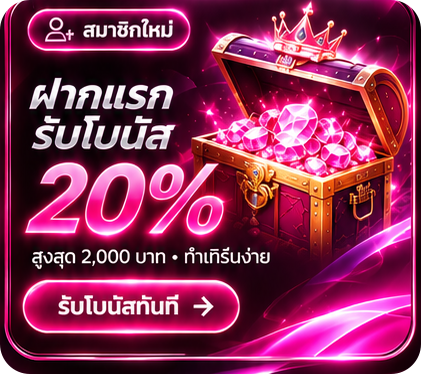 สมาชิกใหม่
ฝากแรก
รับโบนัส
20%
สูงสุด 2,000 บาท • ทำเทิร์นง่าย
รับโบนัสทันที →